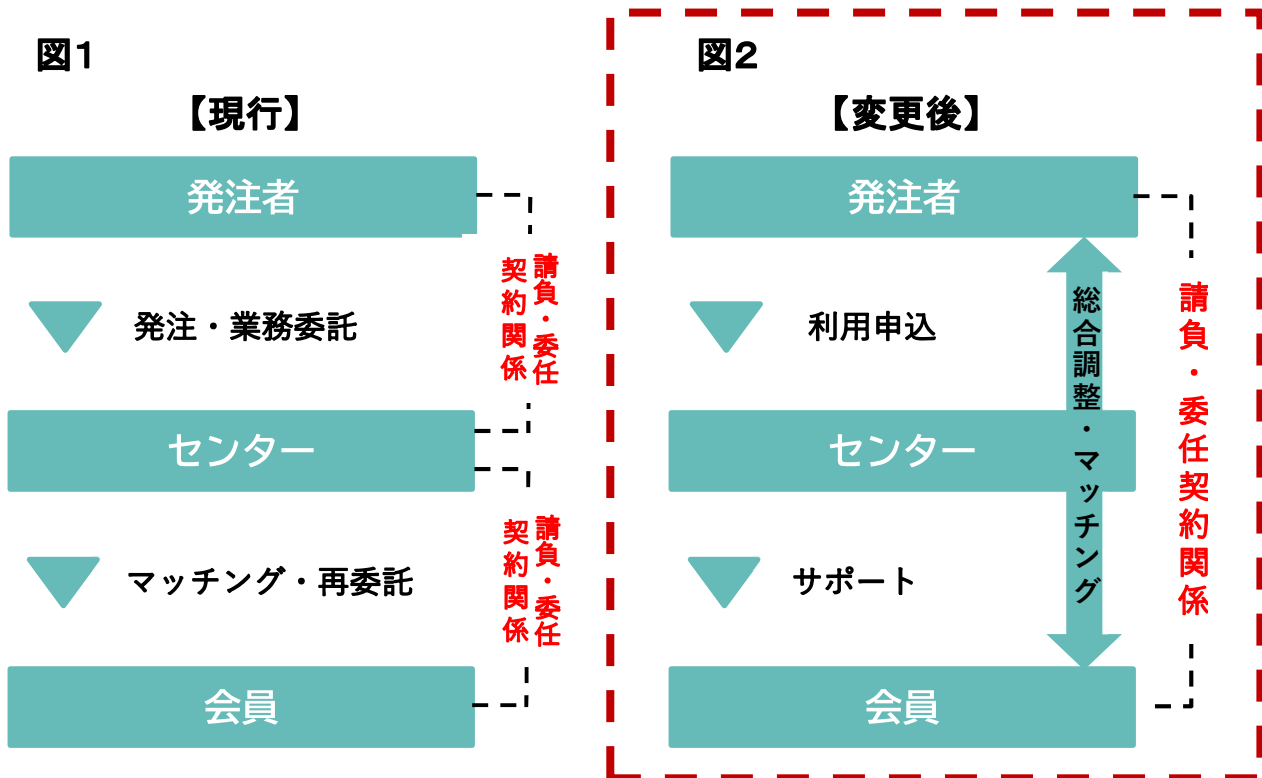 図1
【現行】
発注者
発注・業務委託
請負・委任
契約関係
センター
マッチング・再委託
請負・委任
契約関係
会員
図2
【変更後】
発注者
利用申込
総合調整・マッチング
請負・委任契約関係
センター
サポート
会員